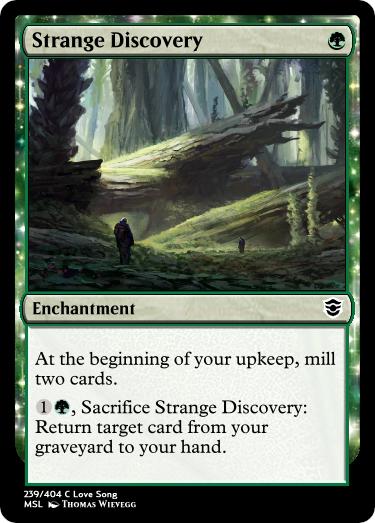 Strange Discovery
Enchantment
At the beginning of your upkeep, mill
two cards.
1, Sacrifice Strange Discovery:
Return target card from your
graveyard to your hand.
239/404 C Love Song
MSL Thomas Wievegg